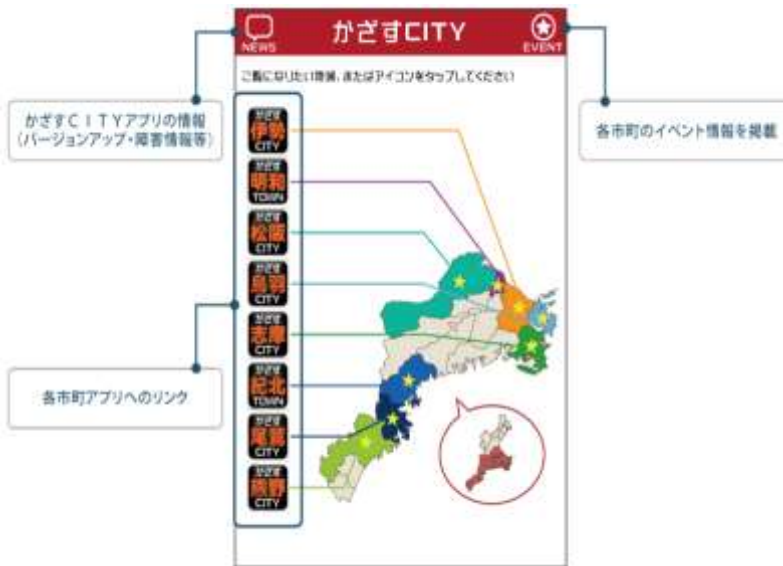 かざすCITY
NEWS
EVENT
ご覧になりたい地域、またはアイコンをタップしてください
かざすCITYアプリの情報
(バージョンアップ・障害情報等)
各市町のイベント情報を掲載
かざす
伊勢
CITY
かざす
明和
TOWN
かざす
松阪
CITY
かざす
鳥羽
CITY
かざす
志摩
CITY
かざす
紀北
TOWN
かざす
尾鷲
CITY
かざす
熊野
CITY
各市町アプリへのリンク